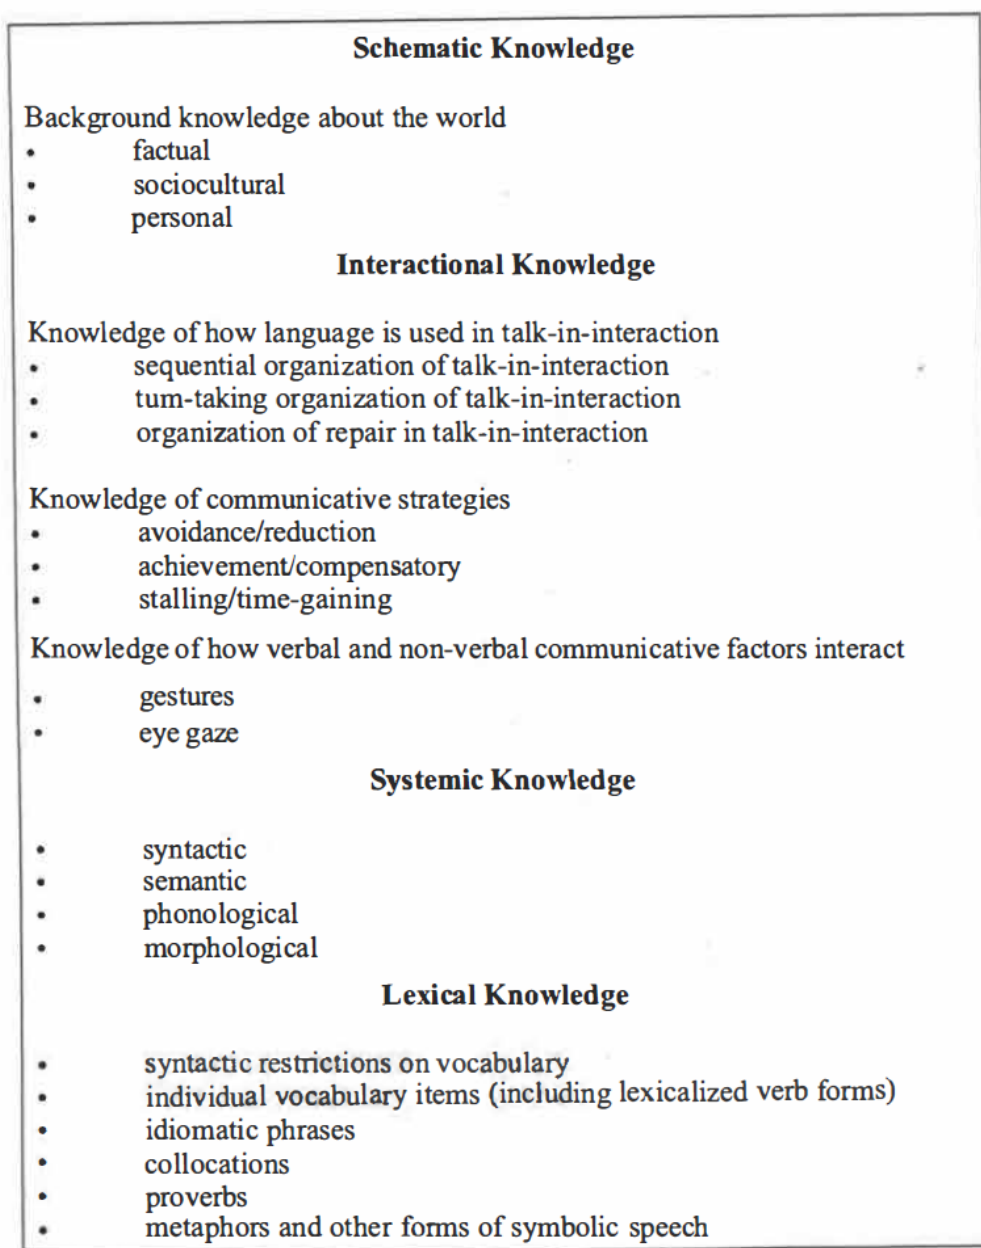 Schematic Knowledge
Background knowledge about the world
• factual
• sociocultural
• personal
Interactional Knowledge
Knowledge of how language is used in talk-in-interaction
• sequential organization of talk-in-interaction
• tum-taking organization of talk-in-interaction
• organization of repair in talk-in-interaction
Knowledge of communicative strategies
• avoidance/reduction
• achievement/compensatory
• stalling/time-gaining
Knowledge of how verbal and non-verbal communicative factors interact
• gestures
• eye gaze
Systemic Knowledge
• syntactic
• semantic
• phonological
• morphological
Lexical Knowledge
• syntactic restrictions on vocabulary
• individual vocabulary items (including lexicalized verb forms)
• idiomatic phrases
• collocations
• proverbs
• metaphors and other forms of symbolic speech